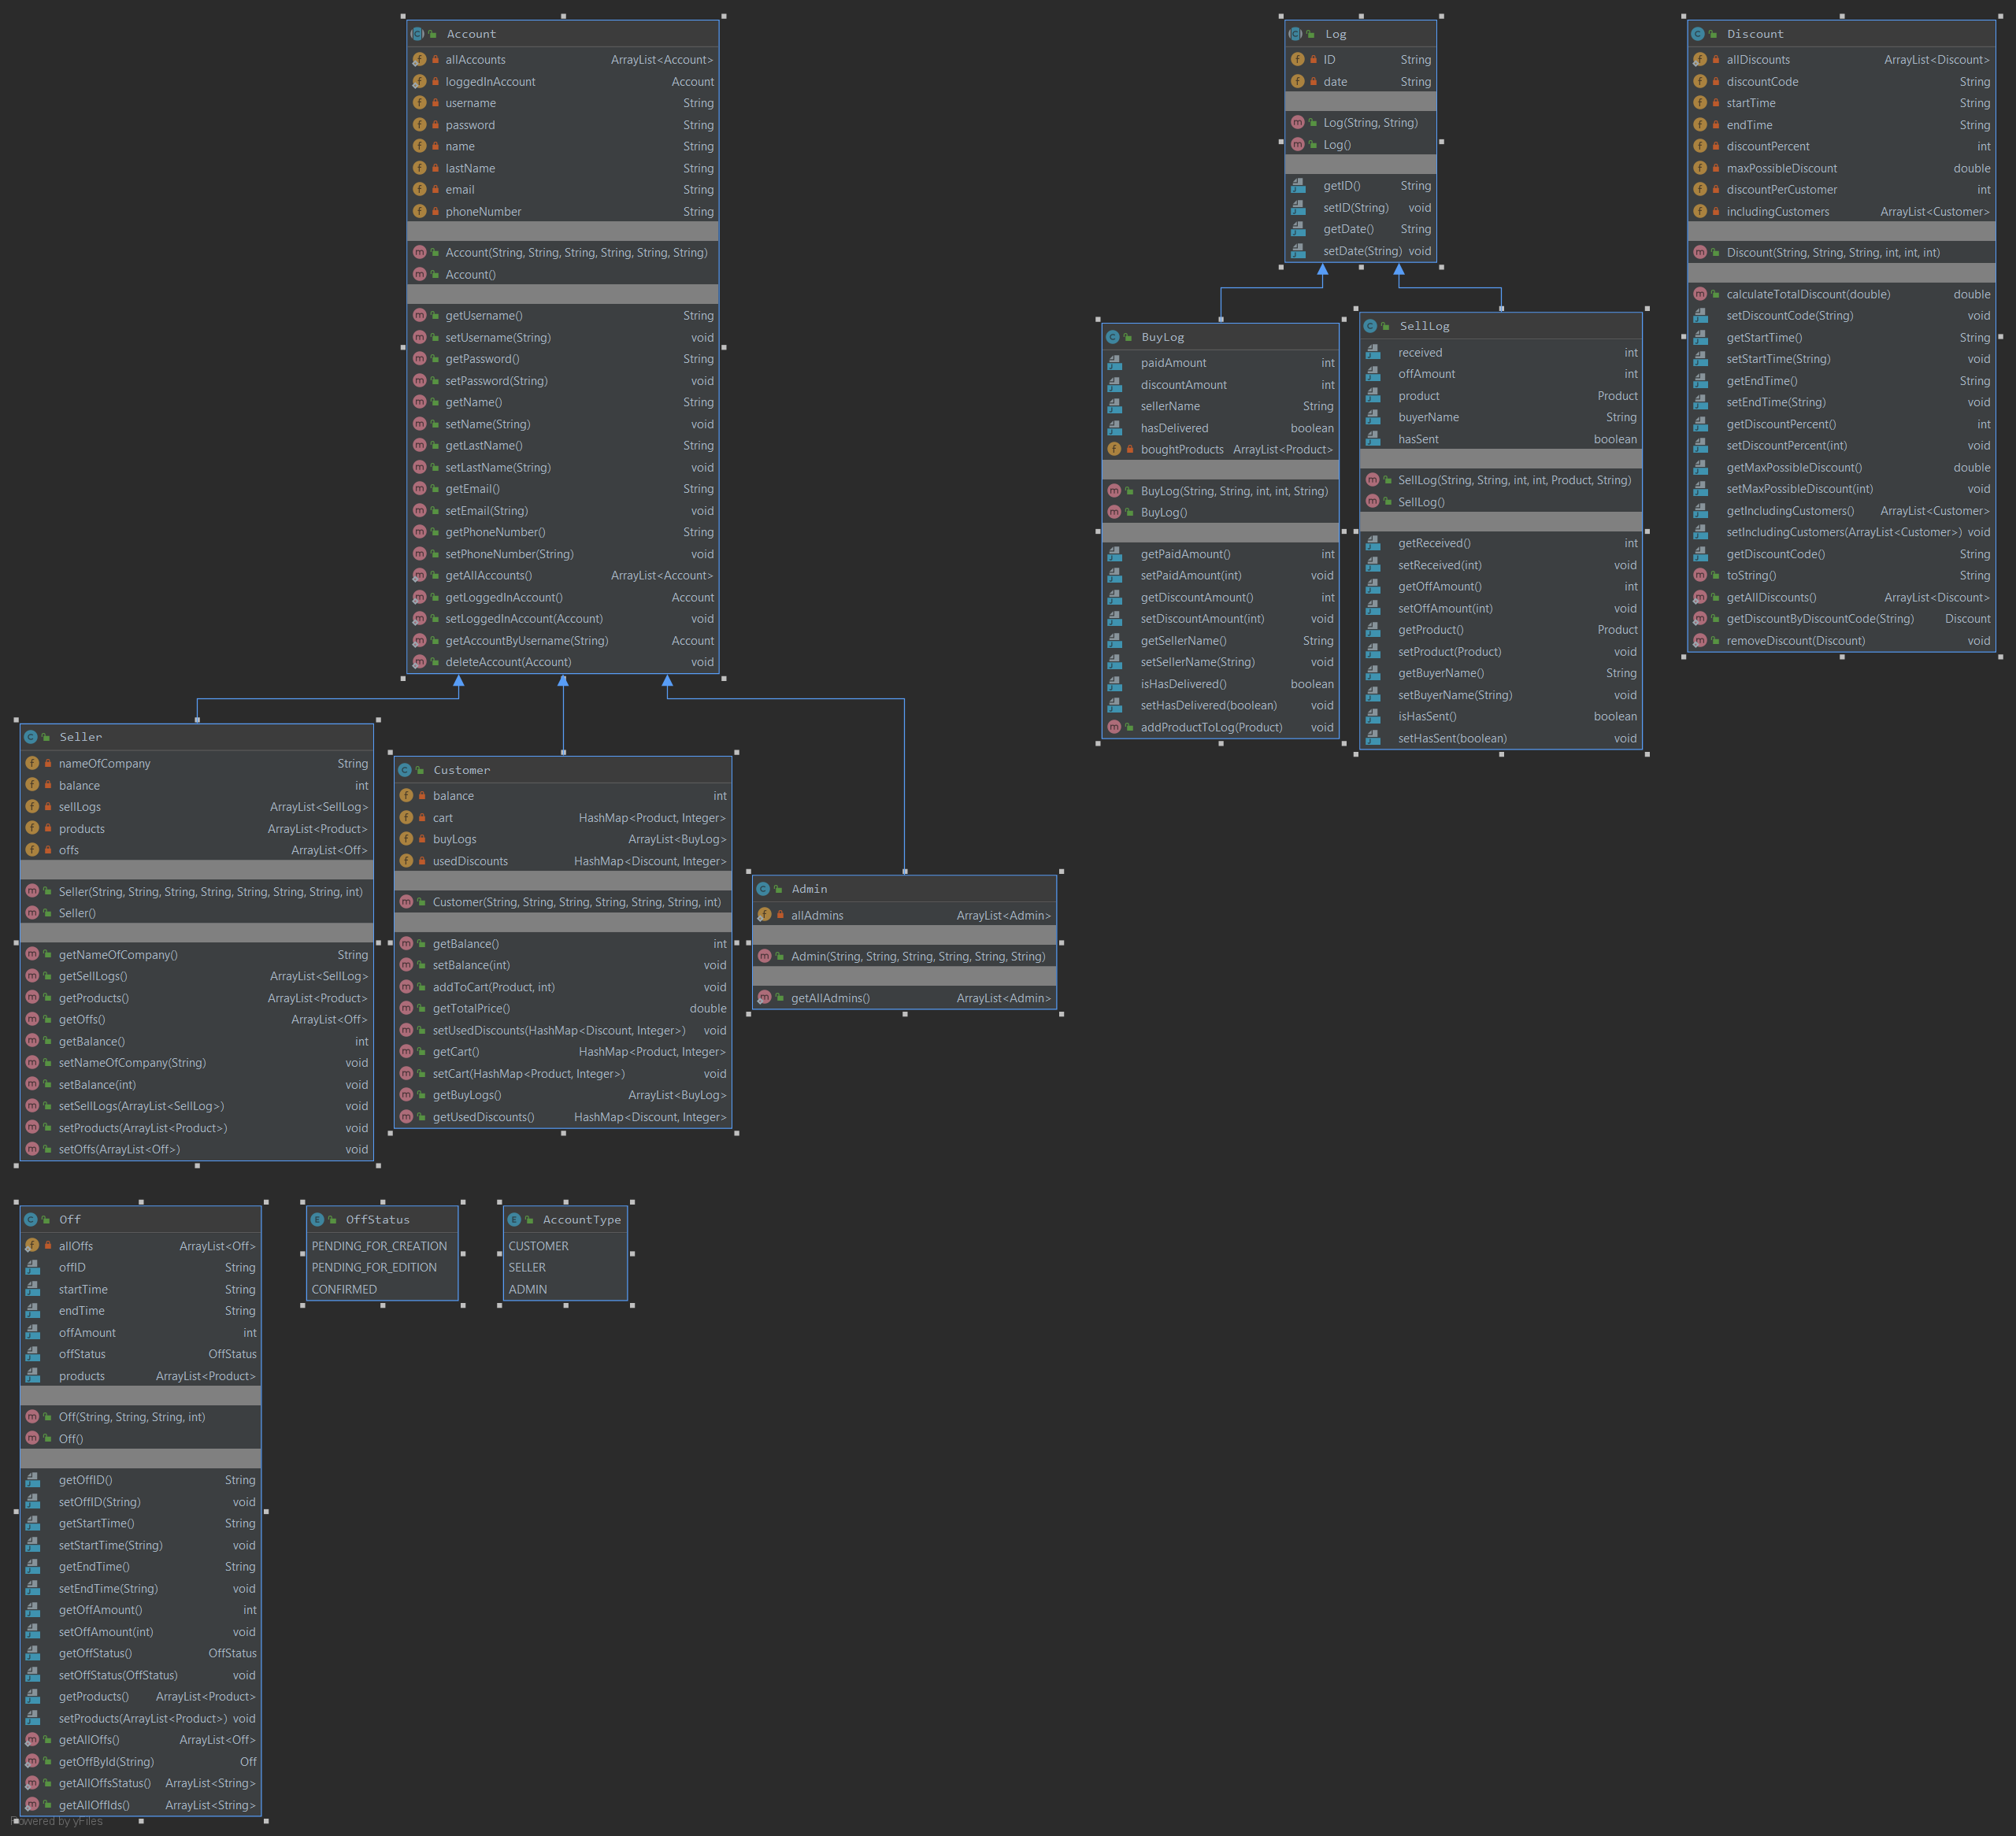 Account
allAccounts ArrayList<Account>
loggedInAccount Account
username String
password String
name String
lastName String
email String
phoneNumber String
Account(String, String, String, String, String, String)
Account()
getUsername() String
setUsername(String) void
getPassword() String
setPassword(String) void
getName() String
setName(String) void
getLastName() String
setLastName(String) void
getEmail() String
setEmail(String) void
getPhoneNumber() String
setPhoneNumber(String) void
getAllAccounts() ArrayList<Account>
getLoggedInAccount() Account
setLoggedInAccount(Account) void
getAccountByUsername(String) Account
deleteAccount(Account) void
Log
ID String
date String
Log(String, String)
Log()
getID() String
setID(String) void
getDate() String
setDate(String) void
Discount
allDiscounts ArrayList<Discount>
discountCode String
startTime String
endTime String
discountPercent int
maxPossibleDiscount double
discountPerCustomer int
includingCustomers ArrayList<Customer>
Discount(String, String, String, int, int, int)
calculateTotalDiscount(double) double
setDiscountCode(String) void
getStartTime() String
setStartTime(String) void
getEndTime() String
setEndTime(String) void
getDiscountPercent() int
setDiscountPercent(int) void
getMaxPossibleDiscount() double
setMaxPossibleDiscount(int) void
getIncludingCustomers() ArrayList<Customer>
setIncludingCustomers(ArrayList<Customer>) void
getDiscountCode() String
toString() String
getAllDiscounts() ArrayList<Discount>
getDiscountByDiscountCode(String) Discount
removeDiscount(Discount) void
BuyLog
paidAmount int
discountAmount int
sellerName String
hasDelivered boolean
boughtProducts ArrayList<Product>
BuyLog(String, String, int, int, String)
BuyLog()
getPaidAmount() int
setPaidAmount(int) void
getDiscountAmount() int
setDiscountAmount(int) void
getSellerName() String
setSellerName(String) void
isHasDelivered() boolean
setHasDelivered(boolean) void
addProductToLog(Product) void
SellLog
received int
offAmount int
product Product
buyerName String
hasSent boolean
SellLog(String, String, int, int, Product, String)
SellLog()
getReceived() int
setReceived(int) void
getOffAmount() int
setOffAmount(int) void
getProduct() Product
setProduct(Product) void
getBuyerName() String
setBuyerName(String) void
isHasSent() boolean
setHasSent(boolean) void
Seller
nameOfCompany String
balance int
sellLogs ArrayList<SellLog>
products ArrayList<Product>
offs ArrayList<Off>
Seller(String, String, String, String, String, String, String, int)
Seller()
getNameOfCompany() String
getSellLogs() ArrayList<SellLog>
getProducts() ArrayList<Product>
getOffs() ArrayList<Off>
getBalance() int
setNameOfCompany(String) void
setBalance(int) void
setSellLogs(ArrayList<SellLog>) void
setProducts(ArrayList<Product>) void
setOffs(ArrayList<Off>) void
Customer
balance int
cart HashMap<Product, Integer>
buyLogs ArrayList<BuyLog>
usedDiscounts HashMap<Discount, Integer>
Customer(String, String, String, String, String, String, int)
getBalance() int
setBalance(int) void
addToCart(Product, int) void
getTotalPrice() double
setUsedDiscounts(HashMap<Discount, Integer>) void
getCart() HashMap<Product, Integer>
setCart(HashMap<Product, Integer>) void
getBuyLogs() ArrayList<BuyLog>
getUsedDiscounts() HashMap<Discount, Integer>
Admin
allAdmins ArrayList<Admin>
Admin(String, String, String, String, String, String)
getAllAdmins() ArrayList<Admin>
Off
allOffs ArrayList<Off>
offID String
startTime String
endTime String
offAmount int
offStatus OffStatus
products ArrayList<Product>
Off(String, String, String, int)
Off()
getOffID() String
setOffID(String) void
getStartTime() String
setStartTime(String) void
getEndTime() String
setEndTime(String) void
getOffAmount() int
setOffAmount(int) void
getOffStatus() OffStatus
setOffStatus(OffStatus) void
getProducts() ArrayList<Product>
setProducts(ArrayList<Product>) void
getAllOffs() ArrayList<Off>
getOffById(String) Off
getAllOffsStatus() ArrayList<String>
getAllOffIds() ArrayList<String>
OffStatus
PENDING_FOR_CREATION
PENDING_FOR_EDITION
CONFIRMED
AccountType
CUSTOMER
SELLER
ADMIN
Powered by yFiles